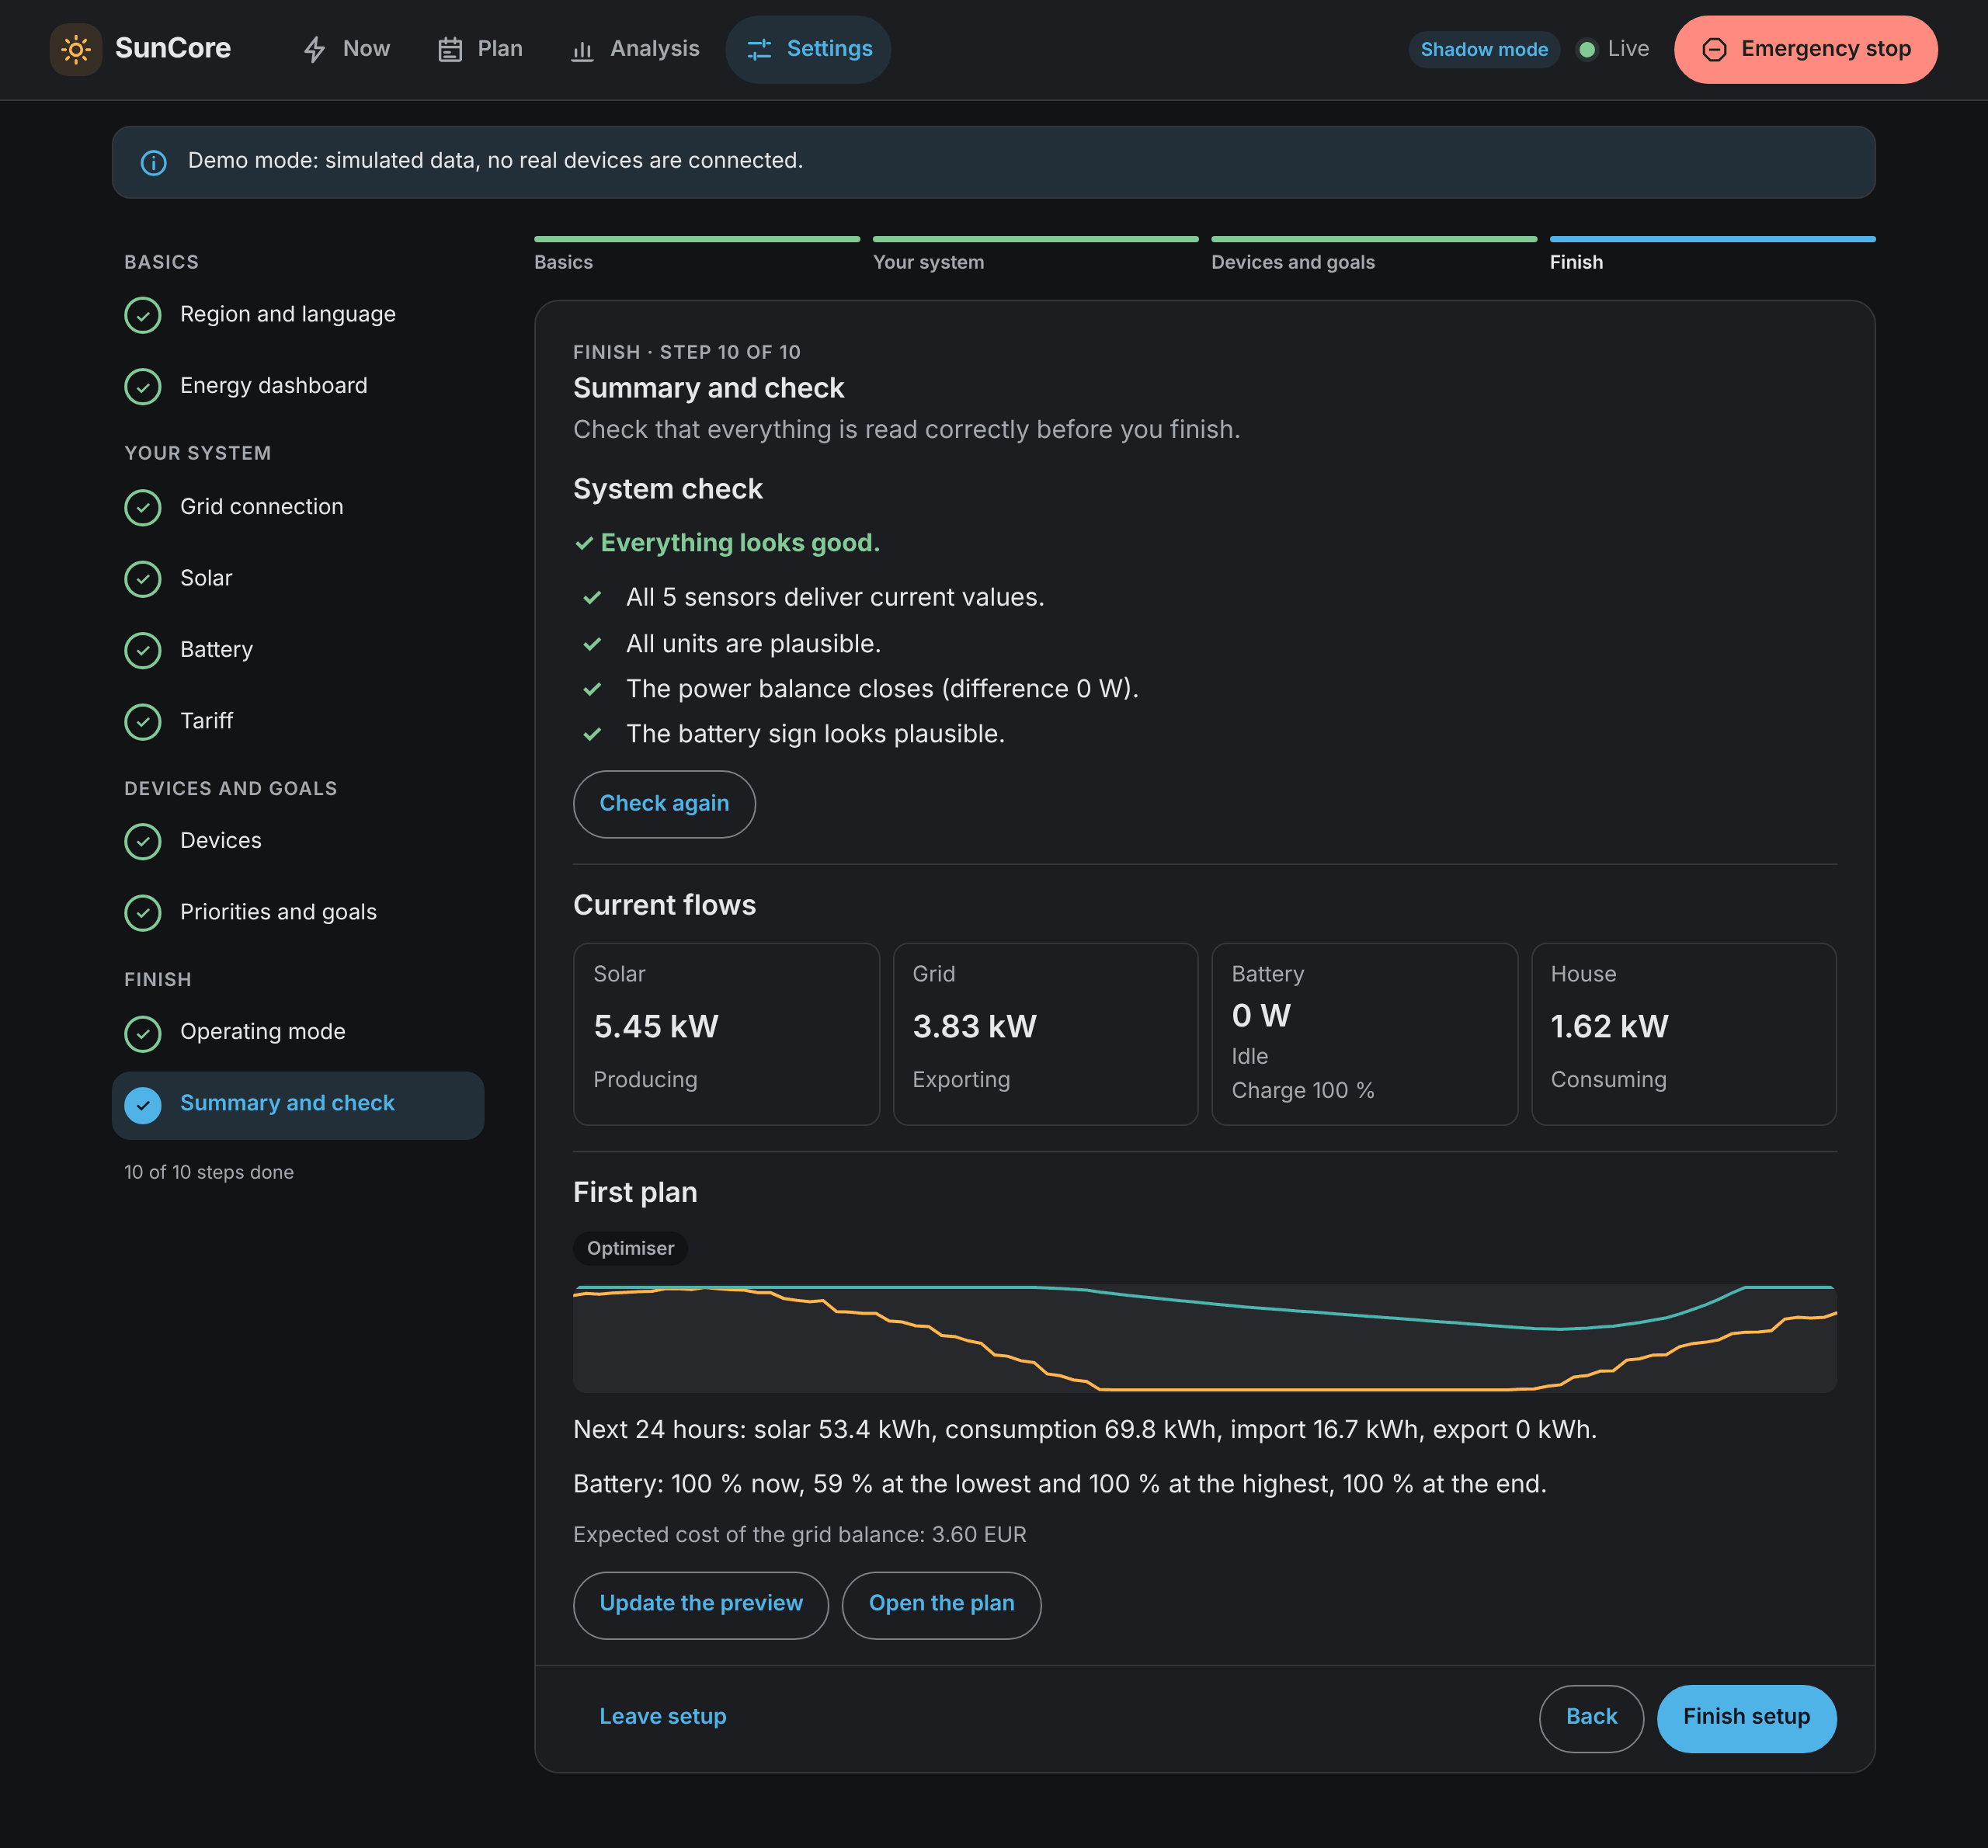 SunCore
Now
Plan
Analysis
Settings
Shadow mode
Live
Emergency stop
Demo mode: simulated data, no real devices are connected.
BASICS
Region and language
Energy dashboard
YOUR SYSTEM
Grid connection
Solar
Battery
Tariff
DEVICES AND GOALS
Devices
Priorities and goals
FINISH
Operating mode
Summary and check
10 of 10 steps done
Basics
Your system
Devices and goals
Finish
FINISH · STEP 10 OF 10
Summary and check
Check that everything is read correctly before you finish.
System check
Everything looks good.
All 5 sensors deliver current values.
All units are plausible.
The power balance closes (difference 0 W).
The battery sign looks plausible.
Check again
Current flows
Solar
5.45 kW
Producing
Grid
3.83 kW
Exporting
Battery
0 W
Idle
Charge 100 %
House
1.62 kW
Consuming
First plan
Optimiser
Next 24 hours: solar 53.4 kWh, consumption 69.8 kWh, import 16.7 kWh, export 0 kWh.
Battery: 100 % now, 59 % at the lowest and 100 % at the highest, 100 % at the end.
Expected cost of the grid balance: 3.60 EUR
Update the preview
Open the plan
Leave setup
Back
Finish setup